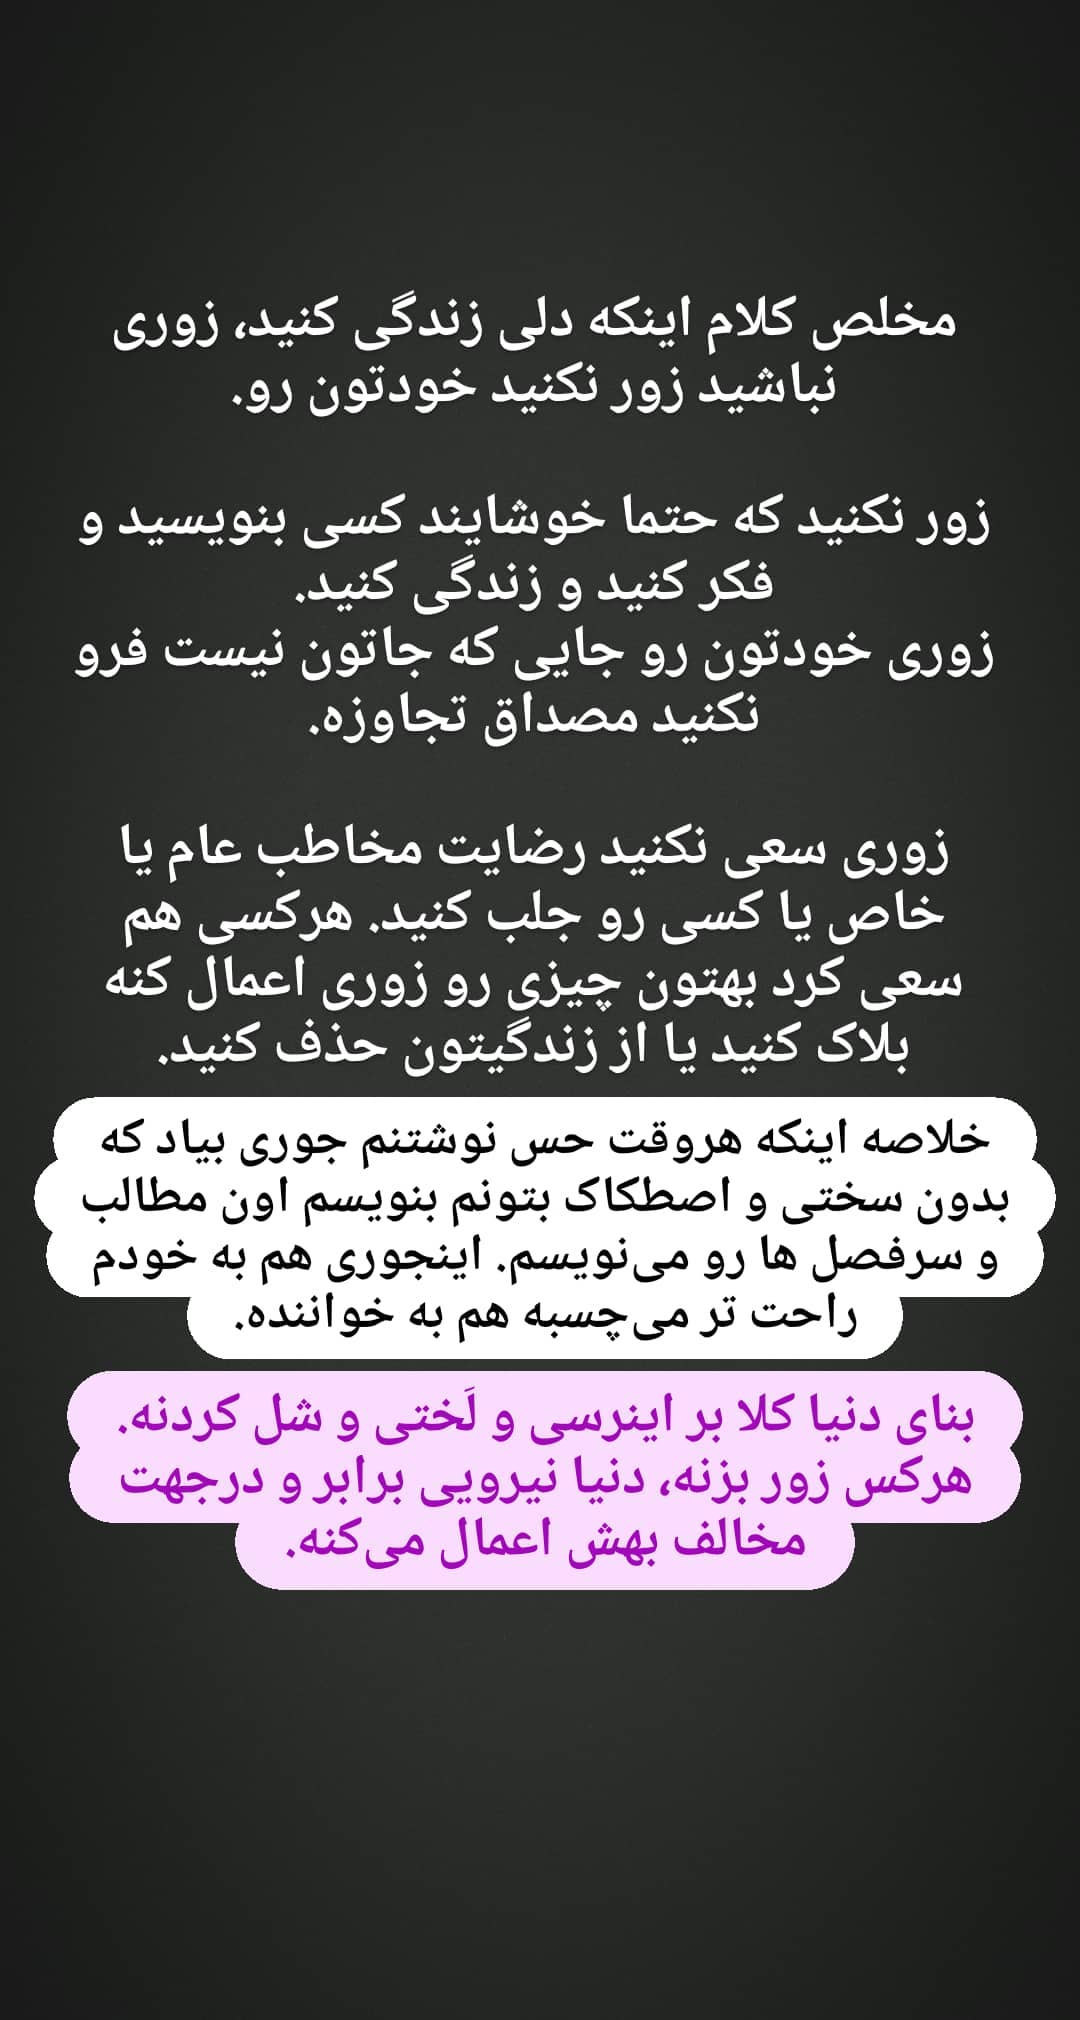 مخلص کلام اینکه دلی زندگی کنید، زوری
نباشید زور نکنید خودتون رو.
زور نکنید که حتما خوشایند کسی بنویسید و
فکر کنید و زندگی کنید.
زوری خودتون رو جایی که جاتون نیست فرو
نکنید مصداق تجاوزه.
زوری سعی نکنید رضایت مخاطب عام یا
خاص یا کسی رو جلب کنید. هرکسی هم
سعی کرد بهتون چیزی رو زوری اعمال کنه
بلاک کنید یا از زندگیتون حذف کنید.
خلاصه اینکه هروقت حس نوشتنم جوری بیاد که
بدون سختی و اصطکاک بتونم بنویسم اون مطالب
و سرفصل ها رو می‌نویسم. اینجوری هم به خودم
راحت تر می‌چسبه هم به خواننده.
بنای دنیا کلا بر اینرسی و لَختی و شل کردنه.
هرکس زور بزنه، دنیا نیرویی برابر و درجهت
مخالف بهش اعمال می‌کنه.